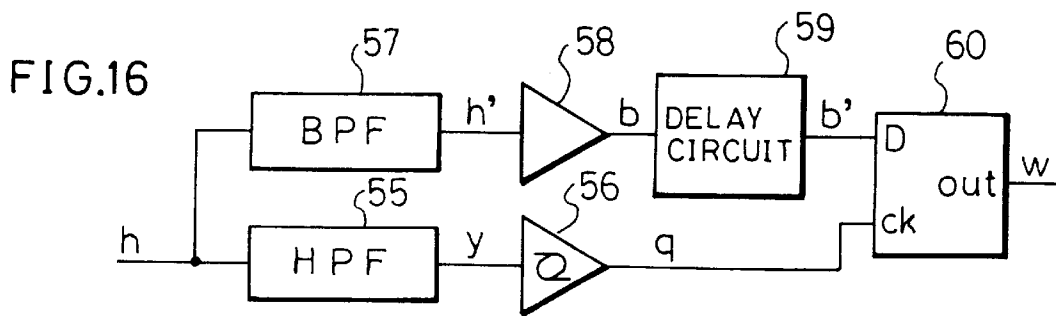 FIG.16
57
58
59
60
BPF
h'
b
DELAY CIRCUIT
b'
D
out
w
ck
55
56
h
HPF
y
q